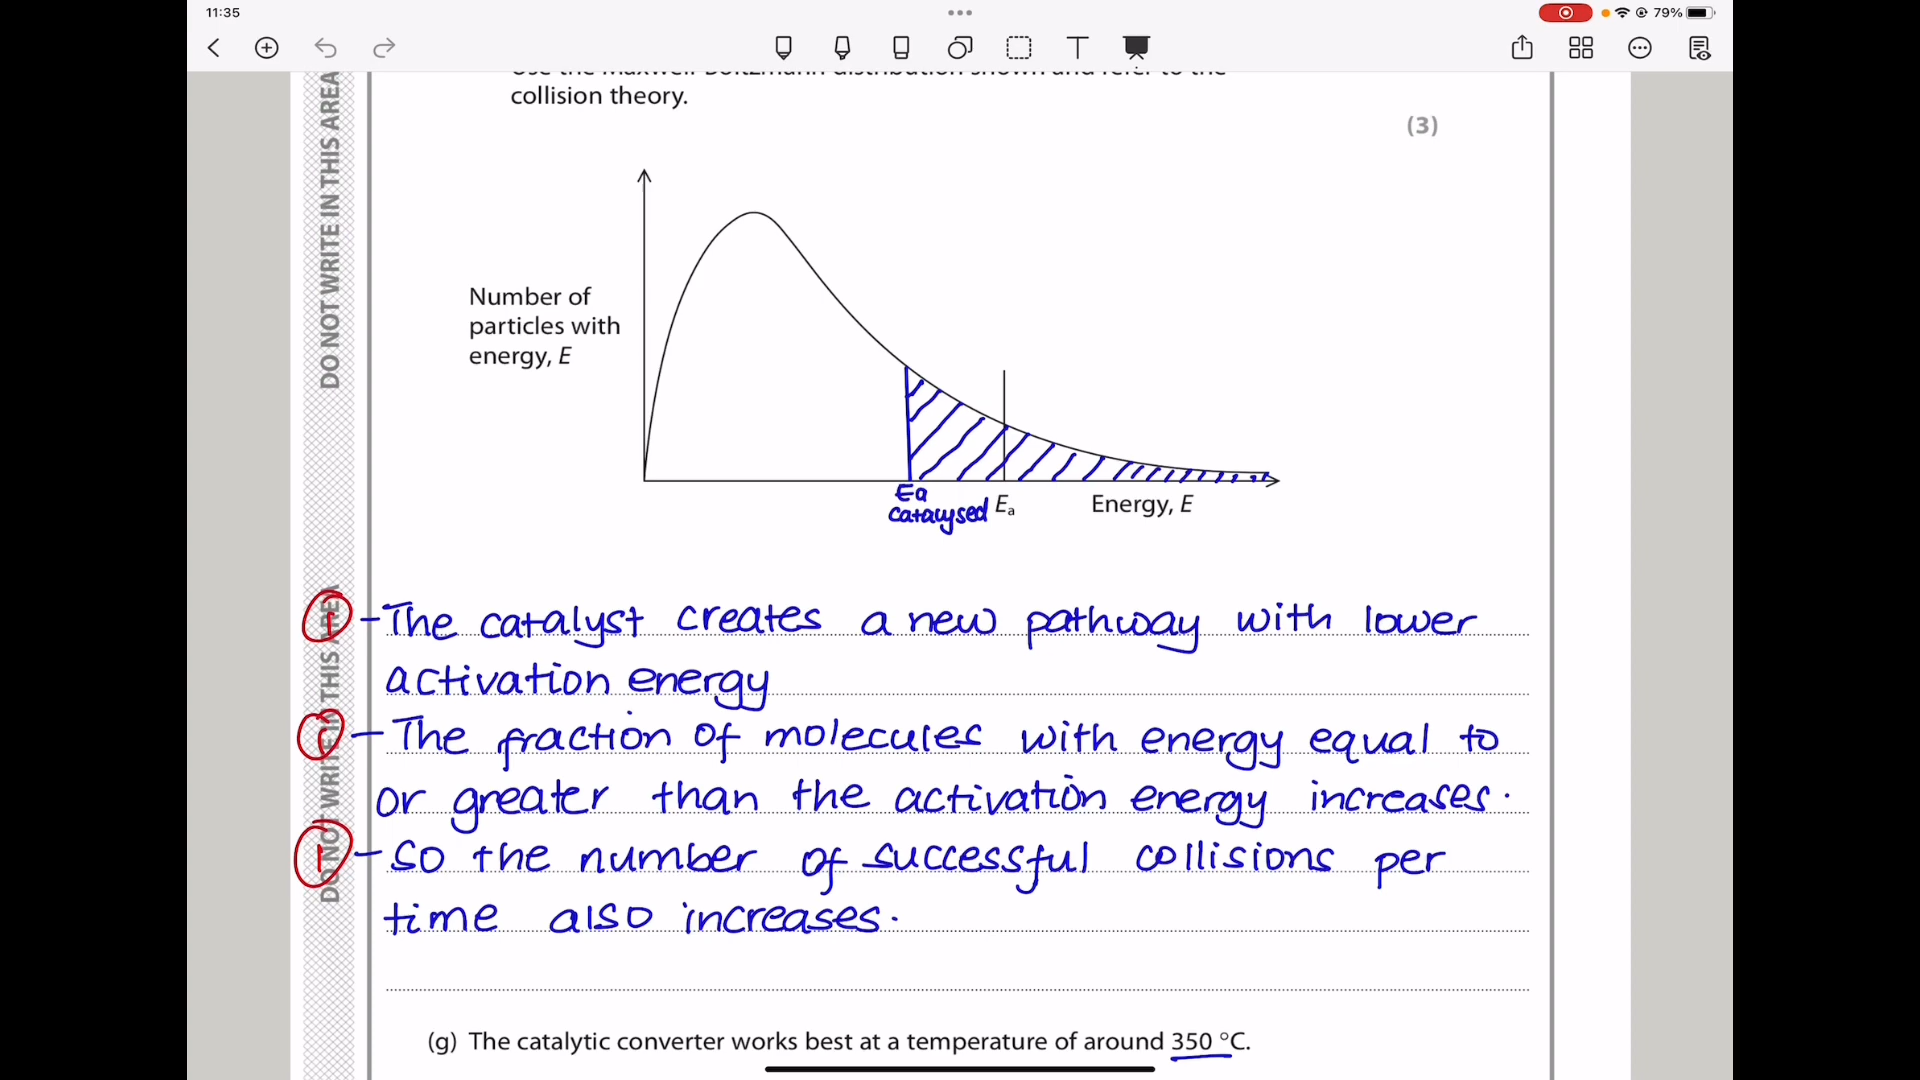 11:35
79%
collision theory.
(3)
Number of
particles with
energy, E
Ea
catalysed
Ea
Energy, E
DO NOT WRITE IN THIS AREA
DO NOT WRITE IN THIS AREA
1 - The catalyst creates a new pathway with lower
activation energy
1 - The fraction of molecules with energy equal to
or greater than the activation energy increases.
1 - So the number of successful collisions per
time also increases.
(g) The catalytic converter works best at a temperature of around 350 °C.